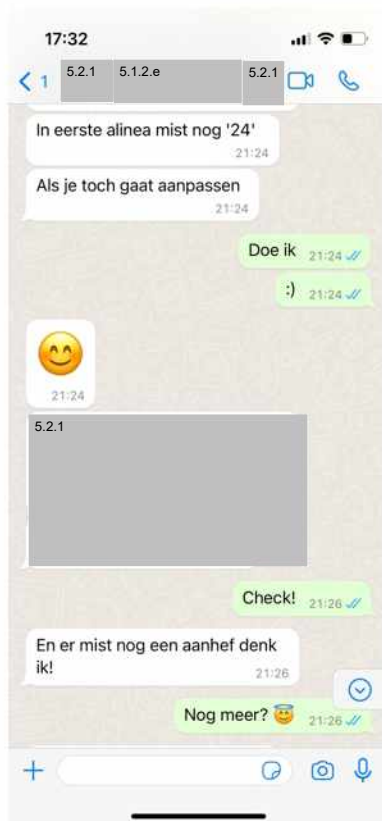 17:32
1 5.2.1 5.1.2.e 5.2.1
In eerste alinea mist nog '24'
21:24
Als je toch gaat aanpassen
21:24
Doe ik 21:24
:) 21:24
😊
21:24
5.2.1
Check! 21:26
En er mist nog een aanhef denk
ik!
21:26
Nog meer? 😇 21:26